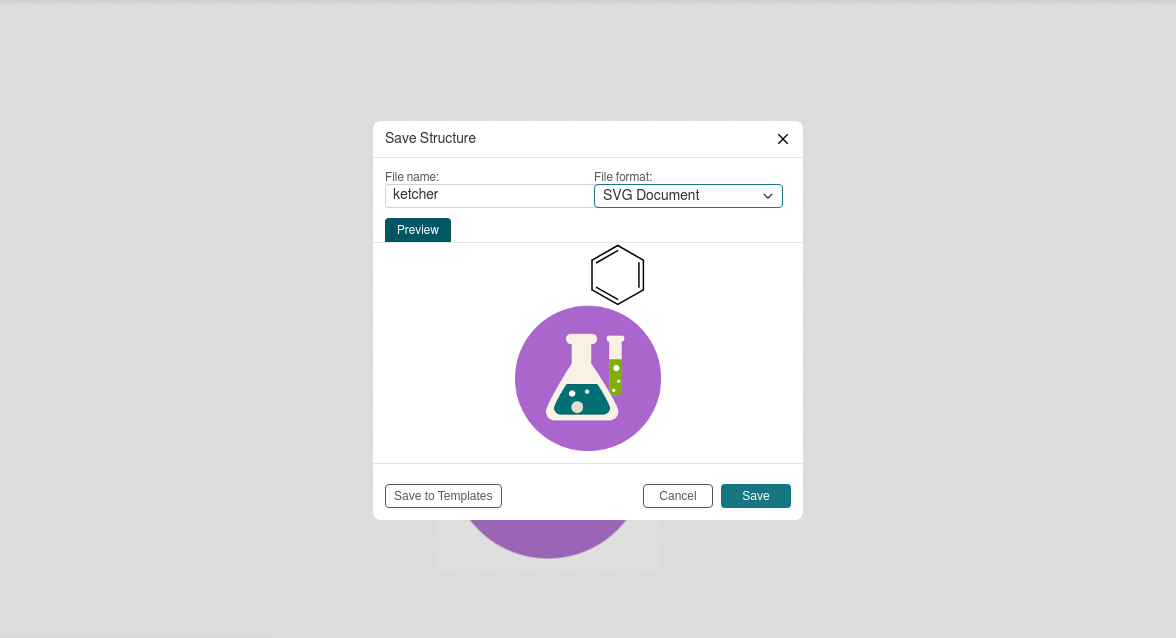 Save Structure
File name:
File format:
ketcher
SVG Document
Preview
Save to Templates
Cancel
Save